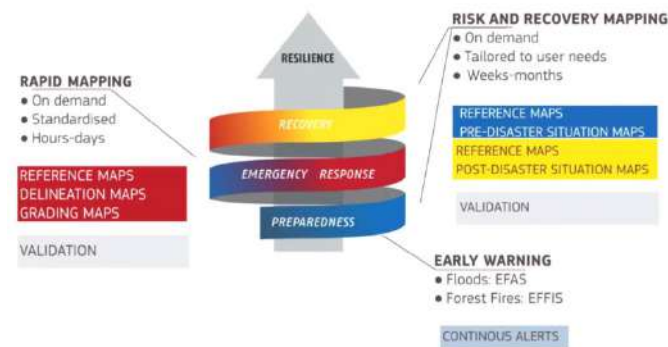 RISK AND RECOVERY MAPPING
● On demand
● Tailored to user needs
● Weeks-months
RESILIENCE
RAPID MAPPING
● On demand
● Standardised
● Hours-days
RECOVERY
EMERGENCY RESPONSE
PREPAREDNESS
REFERENCE MAPS
DELINEATION MAPS
GRADING MAPS
VALIDATION
REFERENCE MAPS
PRE-DISASTER SITUATION MAPS
REFERENCE MAPS
POST-DISASTER SITUATION MAPS
VALIDATION
EARLY WARNING
● Floods: EFAS
● Forest Fires: EFFIS
CONTINOUS ALERTS